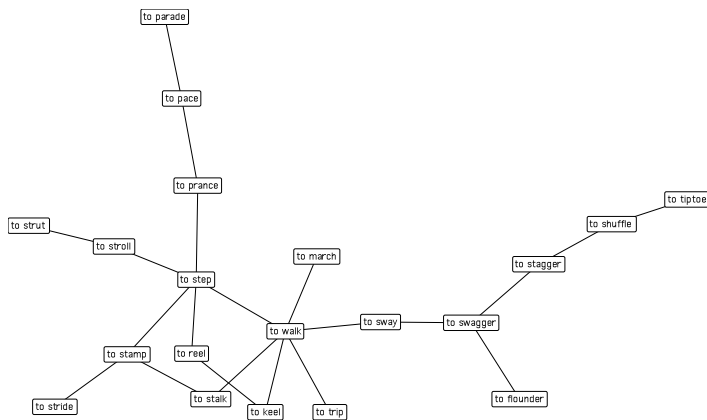 to parade
to pace
to prance
to tiptoe
to shuffle
to strut
to stroll
to march
to stagger
to step
to sway
to swagger
to walk
to stamp
to reel
to stalk
to flounder
to stride
to keel
to trip